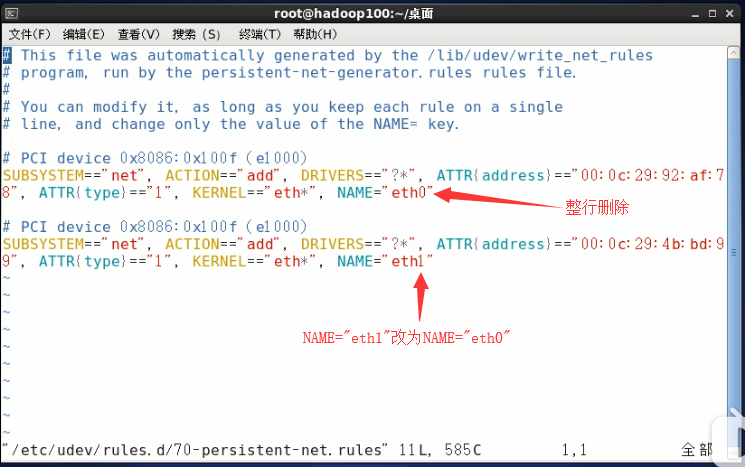 root@hadoop100:~/桌面
文件(F) 编辑(E) 查看(V) 搜索 (S) 终端(T) 帮助(H)
# This file was automatically generated by the /lib/udev/write_net_rules
# program, run by the persistent-net-generator.rules rules file.
#
# You can modify it, as long as you keep each rule on a single
# line, and change only the value of the NAME= key.
# PCI device 0x8086:0x100f (e1000)
SUBSYSTEM=="net", ACTION=="add", DRIVERS=="?*", ATTR{address}=="00:0c:29:92:af:7
8", ATTR{type}=="1", KERNEL=="eth*", NAME="eth0"
整行删除
# PCI device 0x8086:0x100f (e1000)
SUBSYSTEM=="net", ACTION=="add", DRIVERS=="?*", ATTR{address}=="00:0c:29:4b:bd:9
9", ATTR{type}=="1", KERNEL=="eth*", NAME="eth1"
~
~
NAME="eth1"改为NAME="eth0"
~
~
~
~
~
~
~
~
"/etc/udev/rules.d/70-persistent-net.rules" 11L, 585C 1,1 全部